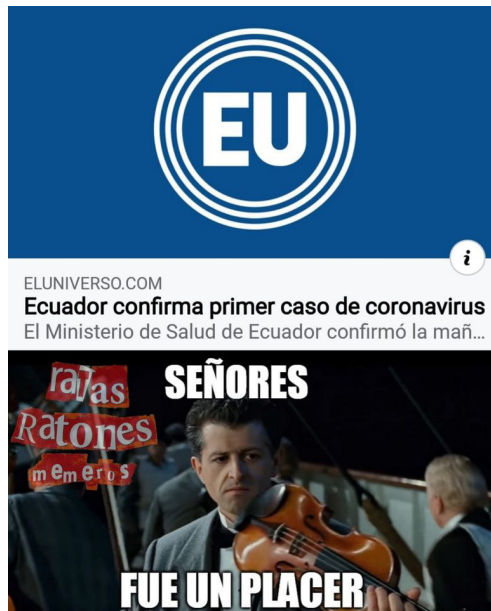 EU
ELUNIVERSO.COM
Ecuador confirma primer caso de coronavirus
El Ministerio de Salud de Ecuador confirmó la mañ...
ratas
Ratones
memeros
SEÑORES
FUE UN PLACER